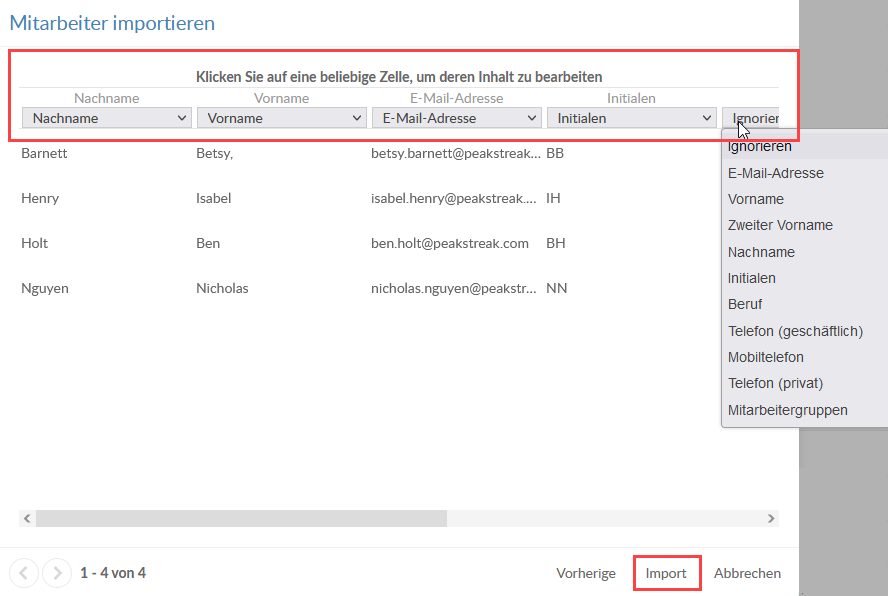 Mitarbeiter importieren
Klicken Sie auf eine beliebige Zelle, um deren Inhalt zu bearbeiten
Nachname Vorname E-Mail-Adresse Initialen
Nachname Vorname E-Mail-Adresse Initialen Ignorier
Barnett Betsy, betsy.barnett@peakstreak... BB
Henry Isabel isabel.henry@peakstreak.... IH
Holt Ben ben.holt@peakstreak.com BH
Nguyen Nicholas nicholas.nguyen@peakstr... NN
Ignorieren
E-Mail-Adresse
Vorname
Zweiter Vorname
Nachname
Initialen
Beruf
Telefon (geschäftlich)
Mobiltelefon
Telefon (privat)
Mitarbeitergruppen
1 - 4 von 4 Vorherige Import Abbrechen